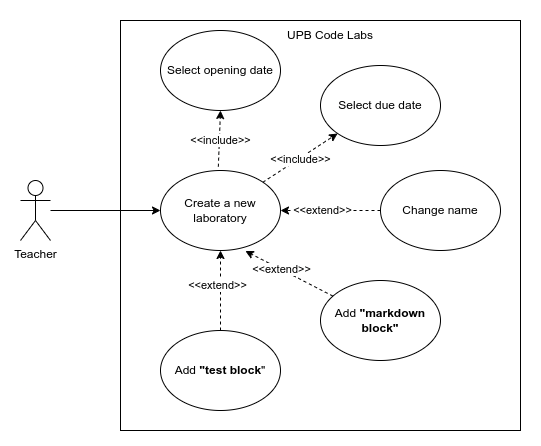 UPB Code Labs
Select opening date
Select due date
<<include>>
<<include>>
Create a new
laboratory
<<extend>>
Change name
Teacher
<<extend>>
<<extend>>
Add "markdown
block"
Add "test block"